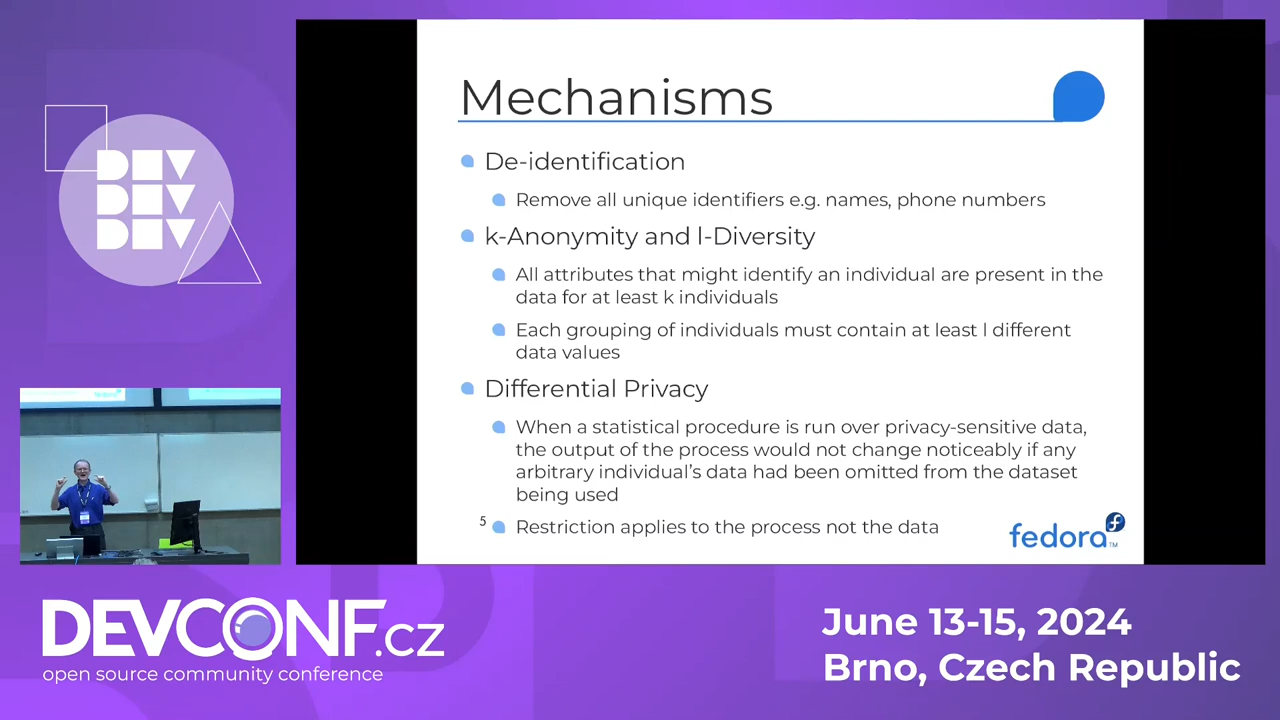 DEV
DEV
DEV
Mechanisms
De-identification
Remove all unique identifiers e.g. names, phone numbers
k-Anonymity and l-Diversity
All attributes that might identify an individual are present in the
data for at least k individuals
Each grouping of individuals must contain at least l different
data values
Differential Privacy
When a statistical procedure is run over privacy-sensitive data,
the output of the process would not change noticeably if any
arbitrary individual's data had been omitted from the dataset
being used
5
Restriction applies to the process not the data
fedora™
DEVCONF.cz
open source community conference
June 13-15, 2024
Brno, Czech Republic